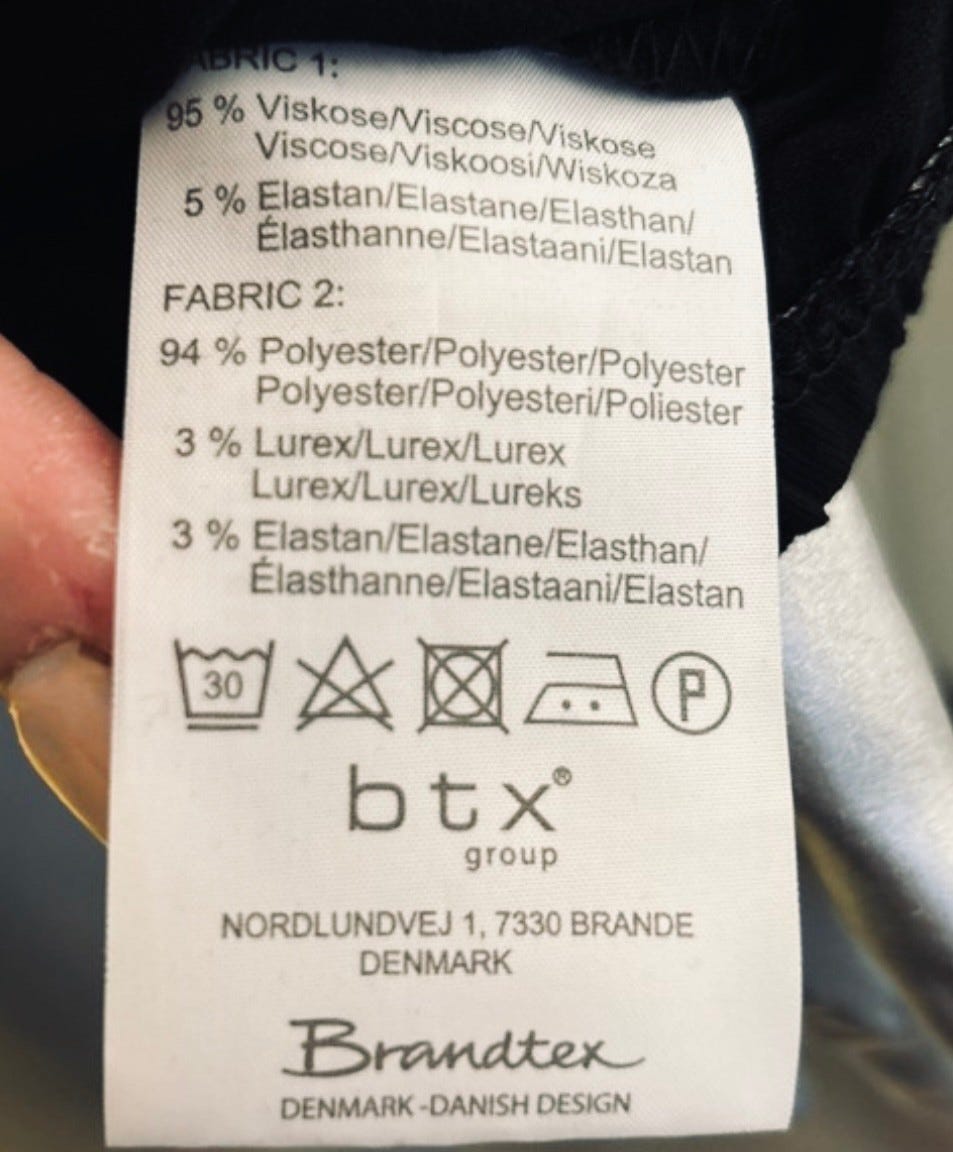 ABRIC 1:
95 % Viskose/Viscose/Viskose
Viscose/Viskoosi/Wiskoza
5 % Elastan/Elastane/Elasthan/
Élasthanne/Elastaani/Elastan
FABRIC 2:
94 % Polyester/Polyester/Polyester
Polyester/Polyesteri/Poliester
3 % Lurex/Lurex/Lurex
Lurex/Lurex/Lureks
3 % Elastan/Elastane/Elasthan/
Élasthanne/Elastaani/Elastan
30 P
btx®
group
NORDLUNDVEJ 1, 7330 BRANDE
DENMARK
Brandtex
DENMARK -DANISH DESIGN